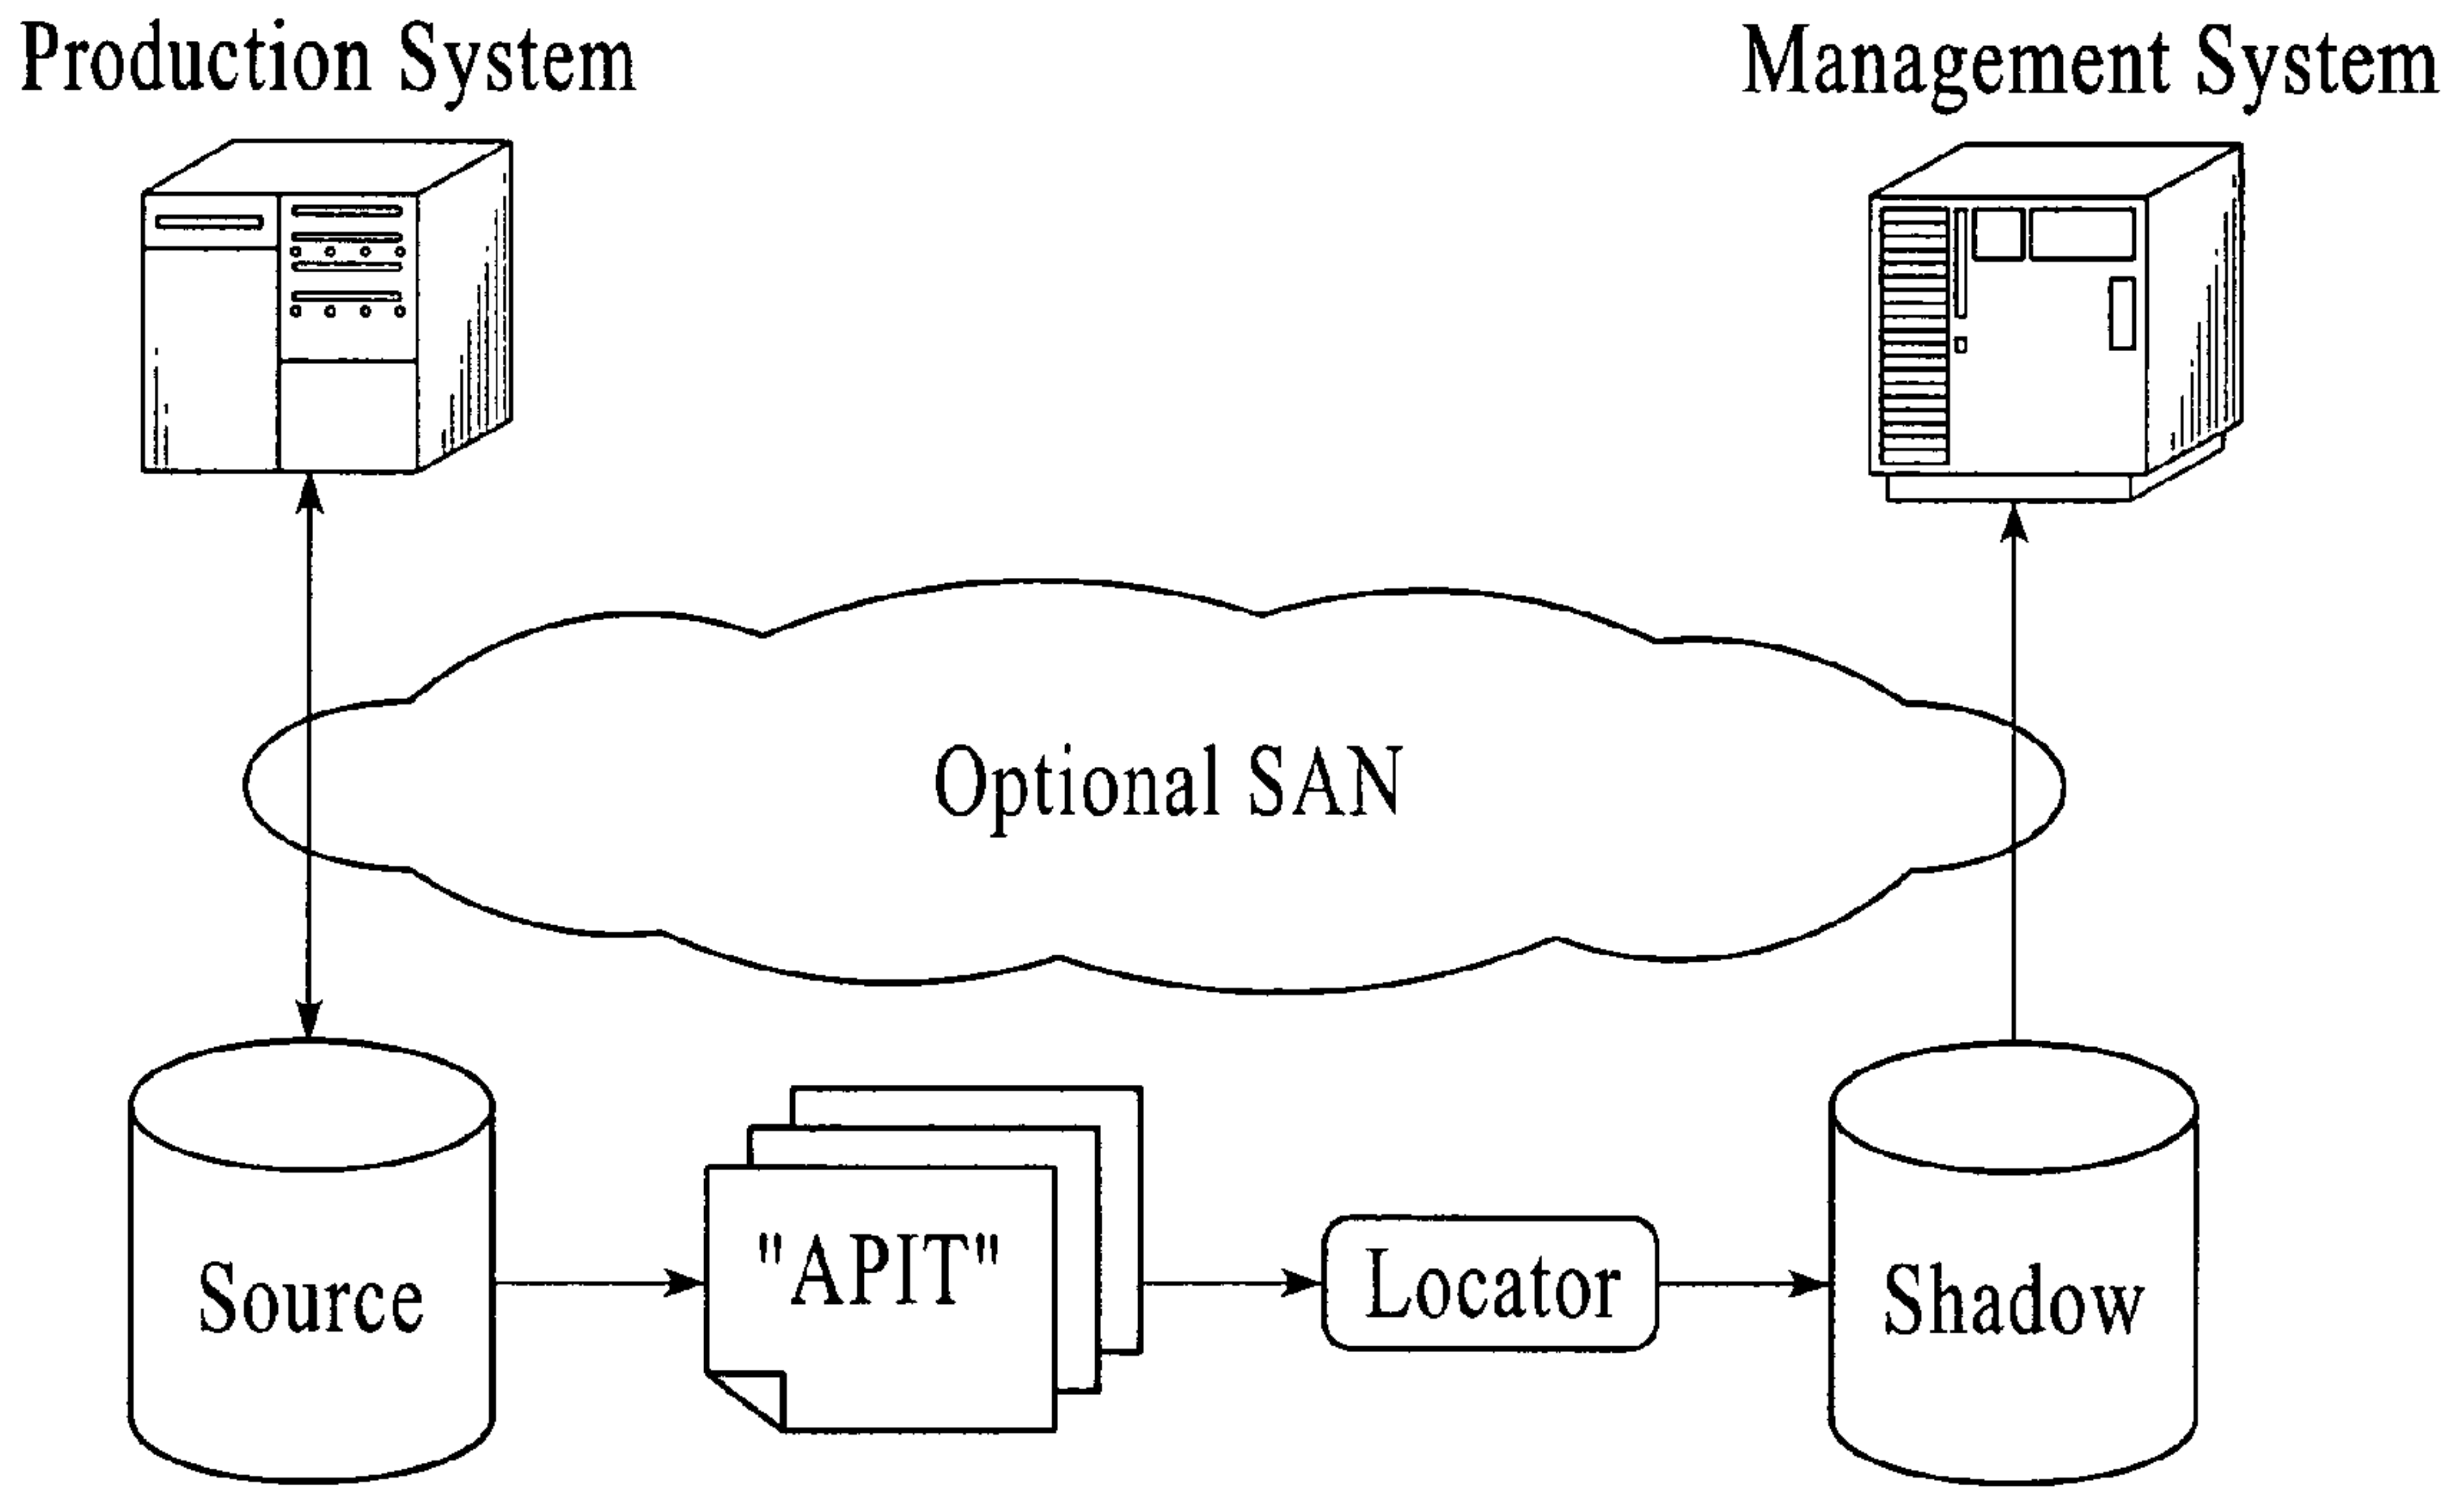 Production System
Management System
Optional SAN
Source
"APIT"
Locator
Shadow